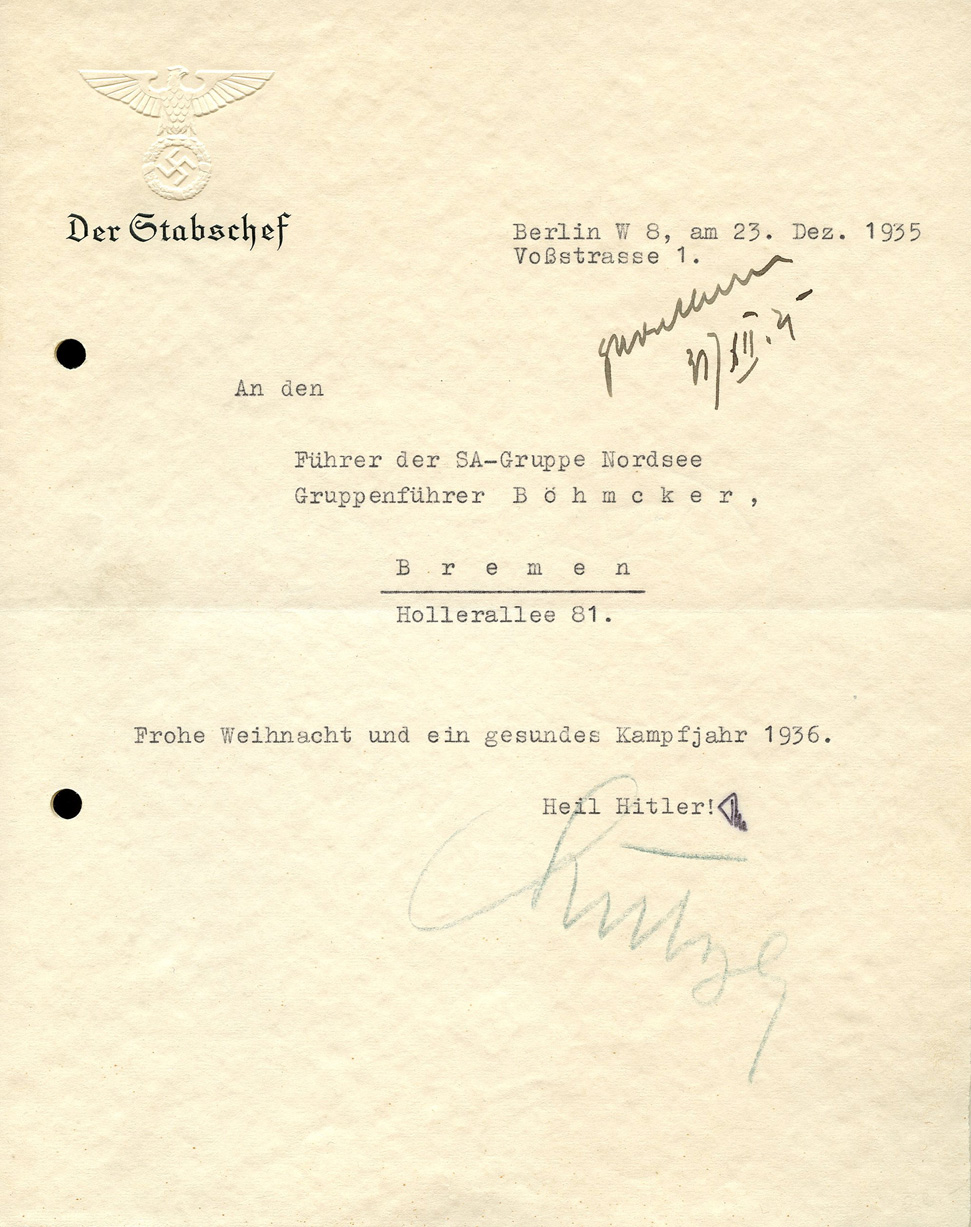 Der Stabschef
Berlin W 8, am 23. Dez. 1935
Voßstrasse 1.
An den
Führer der SA-Gruppe Nordsee
Gruppenführer B ö h m c k e r ,
B r e m e n
Hollerallee 81.
Frohe Weihnacht und ein gesundes Kampfjahr 1936.
Heil Hitler!
Lutze